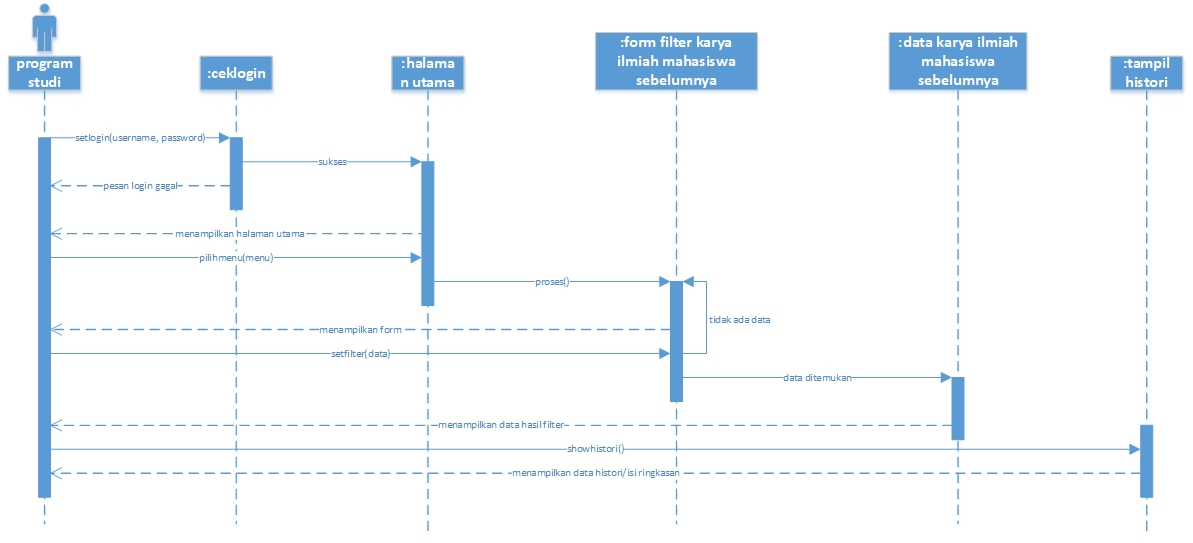 program
studi
:ceklogin
:halama
n utama
:form filter karya
ilmiah mahasiswa
sebelumnya
:data karya ilmiah
mahasiswa
sebelumnya
:tampil
histori
setlogin(username, password)
sukses
pesan login gagal
menampilkan halaman utama
pilihmenu(menu)
proses()
tidak ada data
menampilkan form
setfilter(data)
data ditemukan
menampilkan data hasil filter
showhistori()
menampilkan data histori/isi ringkasan